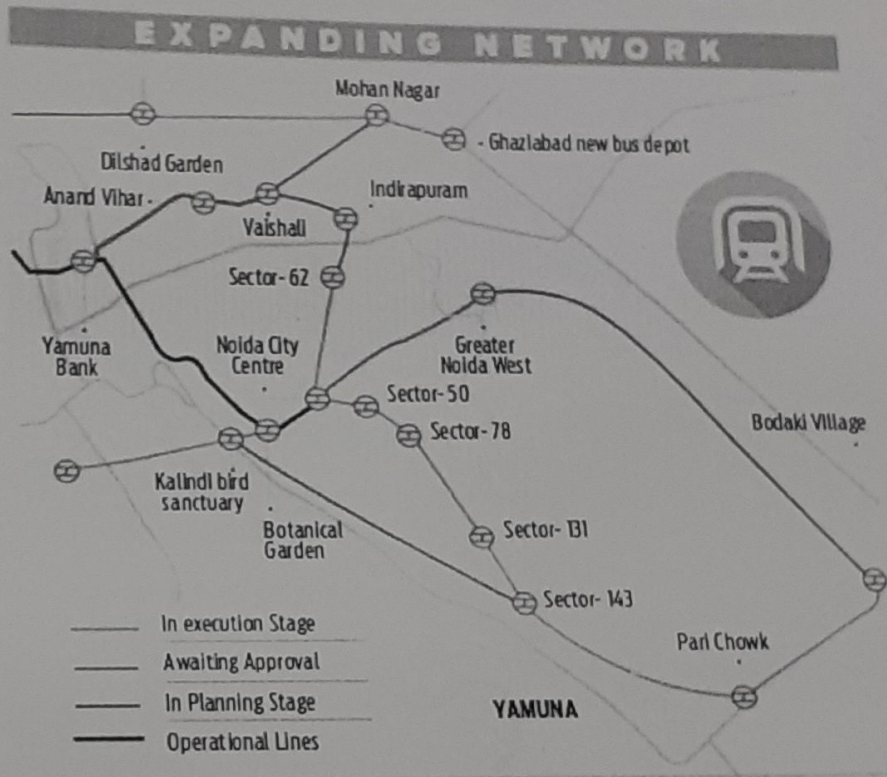 EXPANDING NETWORK
Mohan Nagar
- Ghaziabad new bus depot
Dilshad Garden
Anand Vihar
Indirapuram
Vaishali
Sector-62
Yamuna
Bank
Noida City
Centre
Greater
Noida West
Sector-50
Sector-78
Bodaki Village
Kalindi bird
sanctuary
Botanical
Garden
Sector-131
Sector-143
Pari Chowk
In execution Stage
Awaiting Approval
In Planning Stage
Operational Lines
YAMUNA